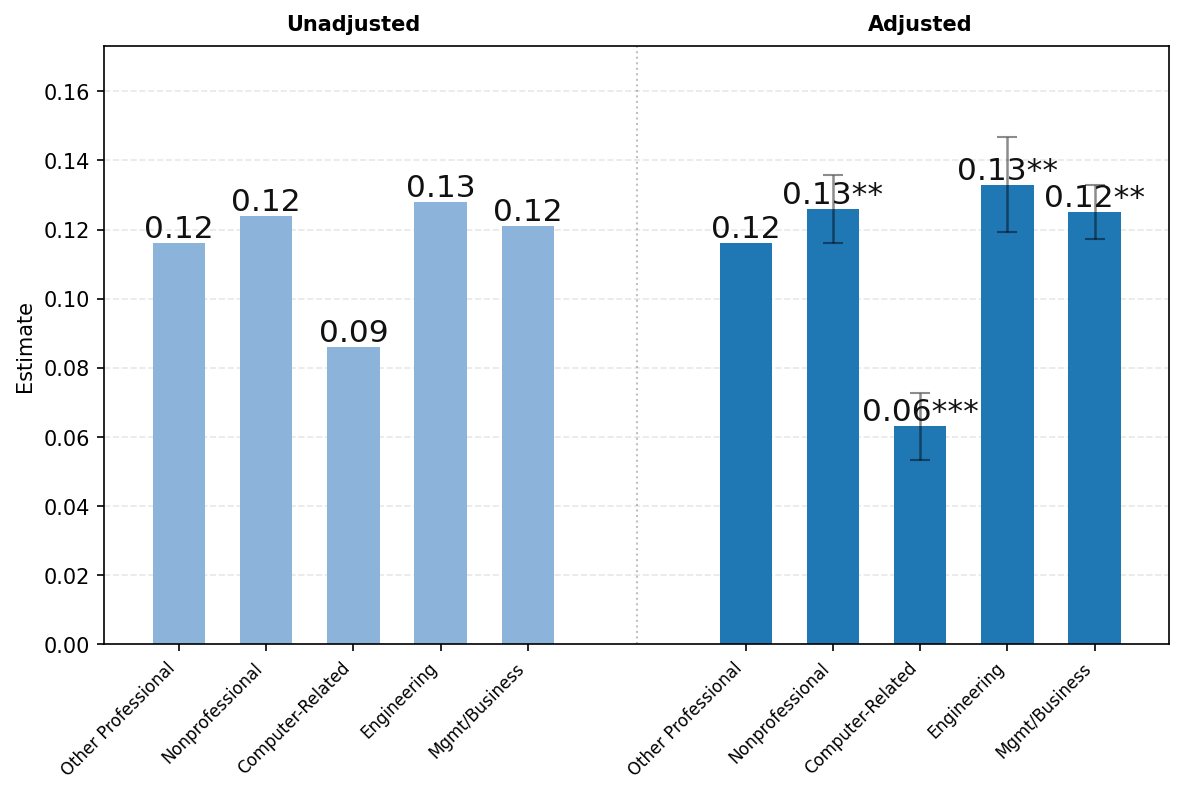 Unadjusted
Adjusted
Estimate
0.16
0.14
0.12
0.10
0.08
0.06
0.04
0.02
0.00
0.12
0.12
0.09
0.13
0.12
0.12
0.13**
0.06***
0.13**
0.12**
Other Professional
Nonprofessional
Computer-Related
Engineering
Mgmt/Business
Other Professional
Nonprofessional
Computer-Related
Engineering
Mgmt/Business